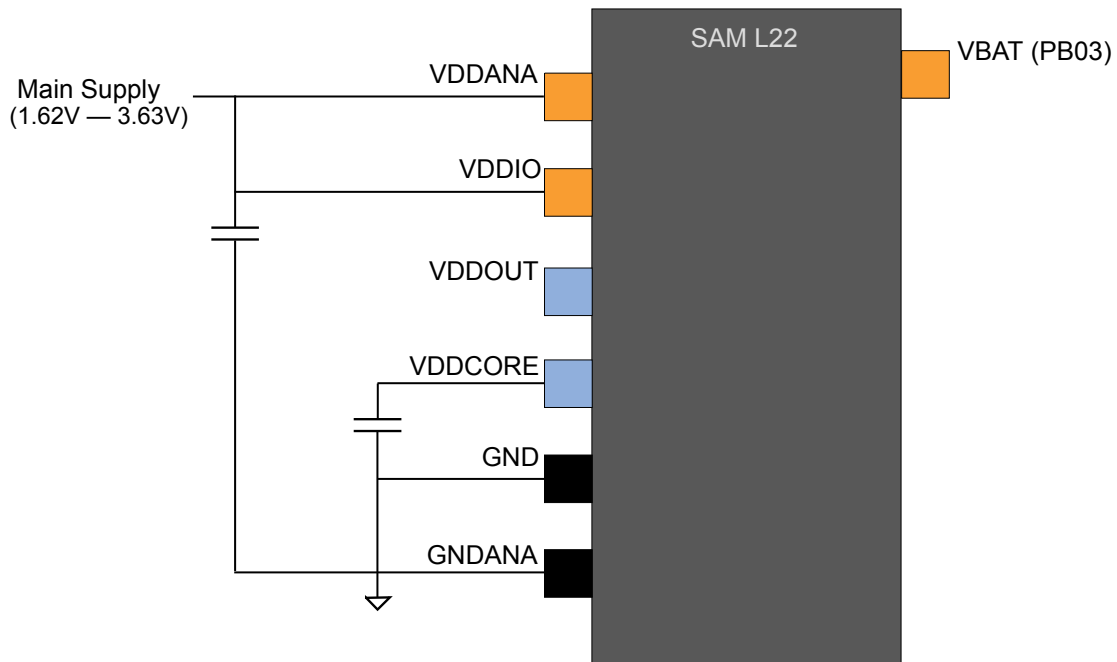 SAM L22
VBAT (PB03)
VDDANA
Main Supply
(1.62V — 3.63V)
VDDIO
VDDOUT
VDDCORE
GND
GNDANA